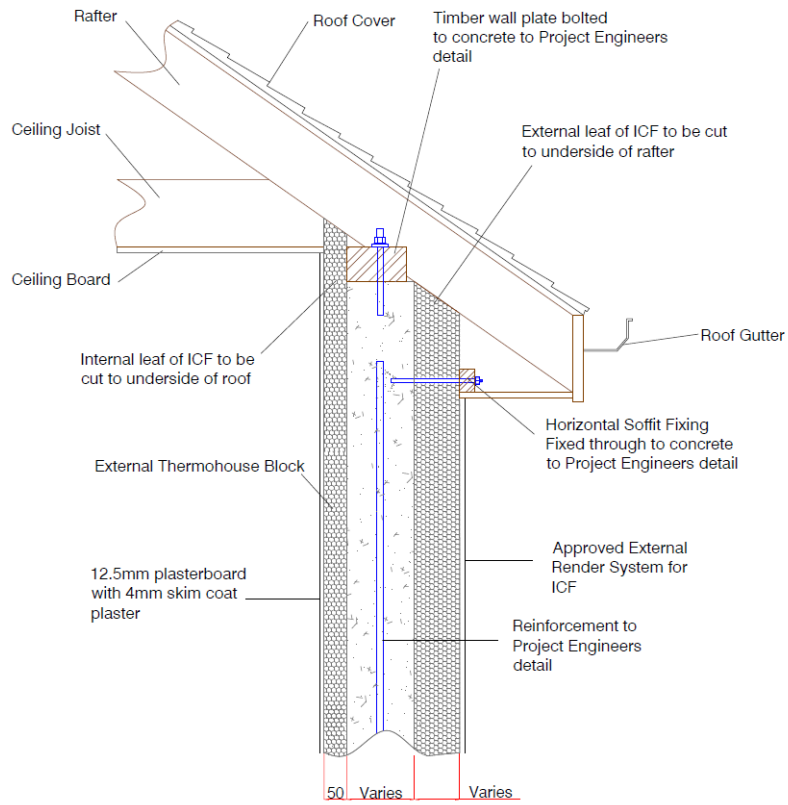 Rafter
Roof Cover
Timber wall plate bolted
to concrete to Project Engineers
detail
Ceiling Joist
External leaf of ICF to be cut
to underside of rafter
Ceiling Board
Roof Gutter
Internal leaf of ICF to be
cut to underside of roof
Horizontal Soffit Fixing
Fixed through to concrete
to Project Engineers detail
External Thermohouse Block
Approved External
Render System for
ICF
12.5mm plasterboard
with 4mm skim coat
plaster
Reinforcement to
Project Engineers
detail
50
Varies
Varies